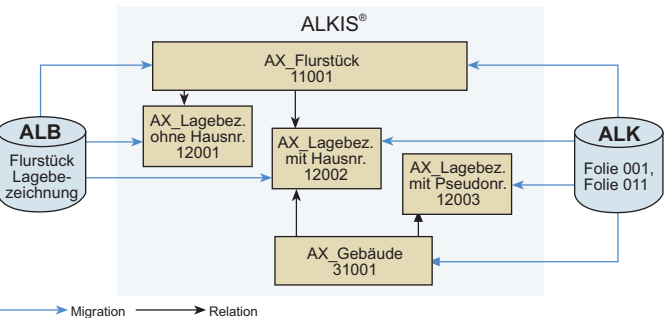 ALKIS®
AX_Flurstück
11001
ALB
Flurstück
Lagebe-
zeichnung
AX_Lagebez.
ohne Hausnr.
12001
AX_Lagebez.
mit Hausnr.
12002
AX_Lagebez.
mit Pseudonr.
12003
ALK
Folie 001,
Folie 011
AX_Gebäude
31001
Migration
Relation